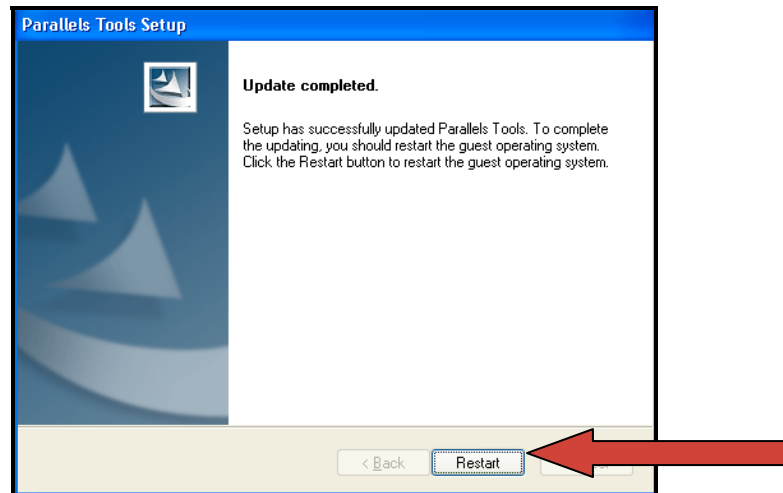 Parallels Tools Setup
Update completed.
Setup has successfully updated Parallels Tools. To complete
the updating, you should restart the guest operating system.
Click the Restart button to restart the guest operating system.
< Back Restart